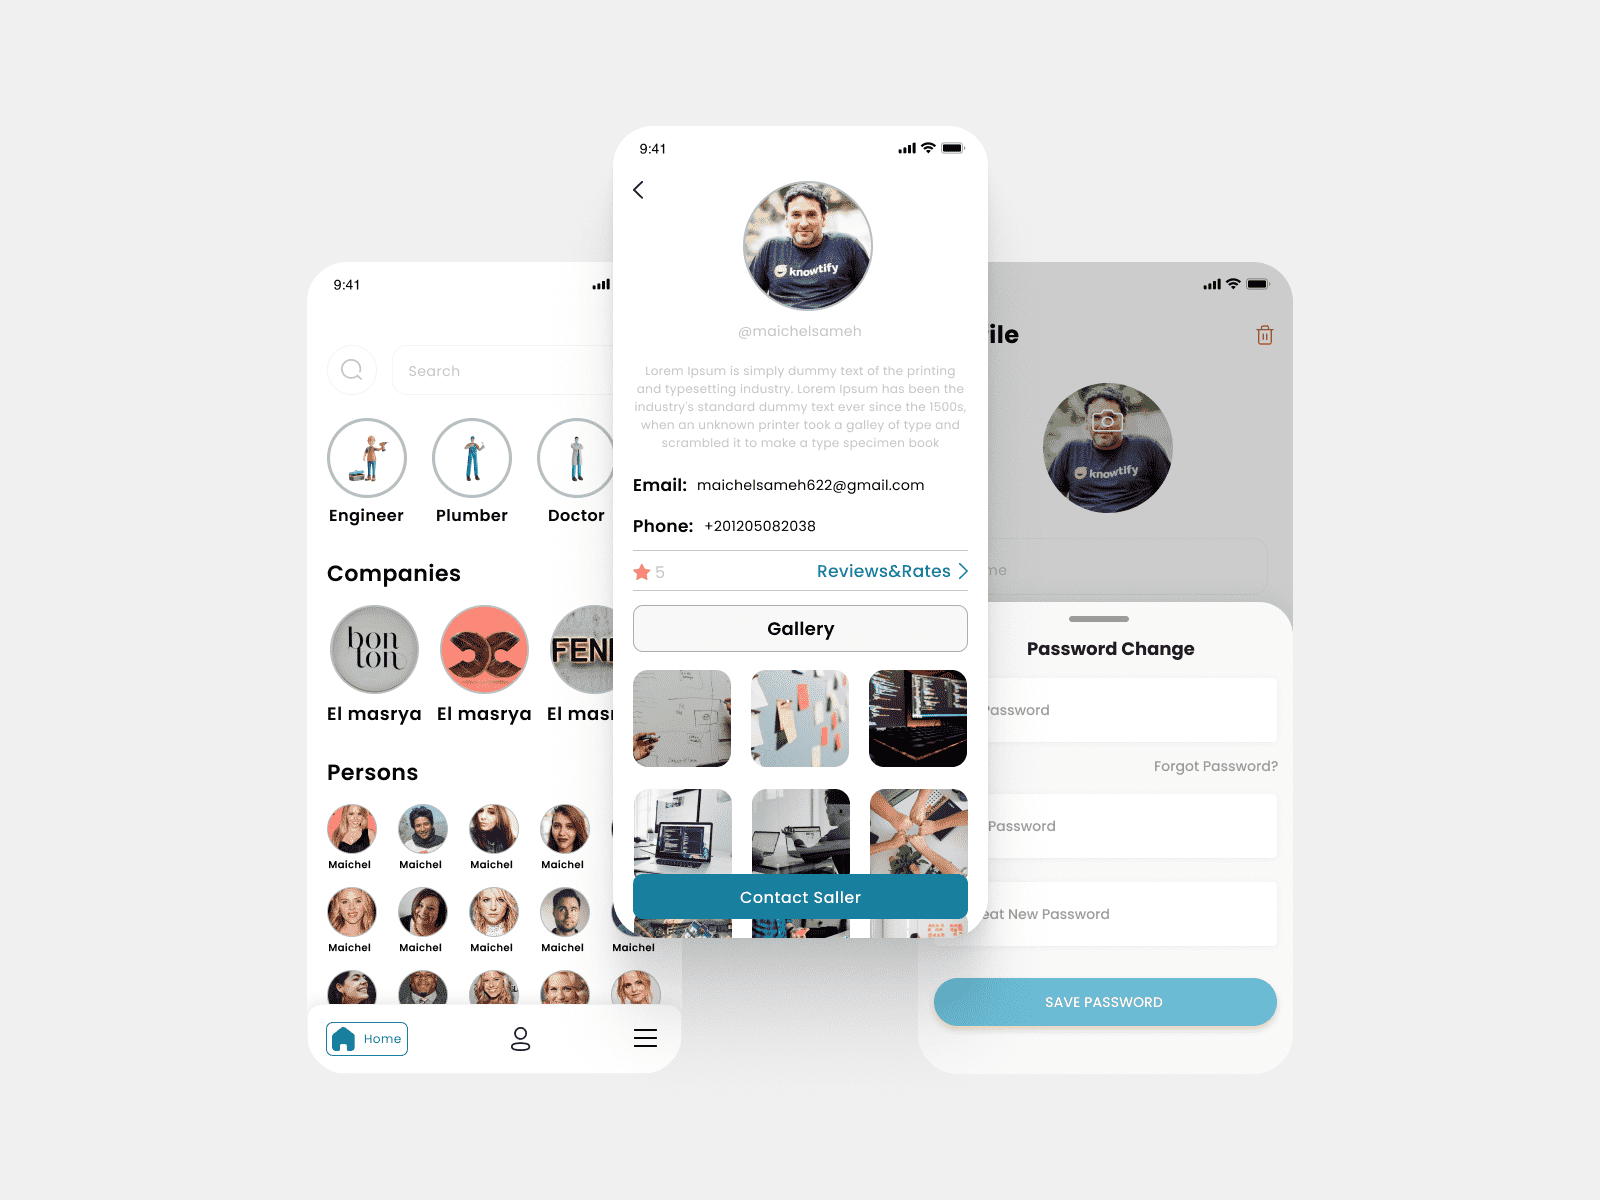 9:41
Search
Engineer
Plumber
Doctor
Companies
bon
ton
FEN
El masrya
El masrya
El mas
Persons
Maichel
Maichel
Maichel
Maichel
Maichel
Maichel
Maichel
Maichel
Maichel
Home
9:41
knowtify
@maichelsameh
Lorem Ipsum is simply dummy text of the printing
and typesetting industry. Lorem Ipsum has been the
industry's standard dummy text ever since the 1500s,
when an unknown printer took a galley of type and
scrambled it to make a type specimen book
Email: maichelsameh622@gmail.com
Phone: +201205082038
5
Reviews&Rates
Gallery
Contact Saller
ile
knowtify
me
Password Change
Password
Forgot Password?
Password
eat New Password
SAVE PASSWORD